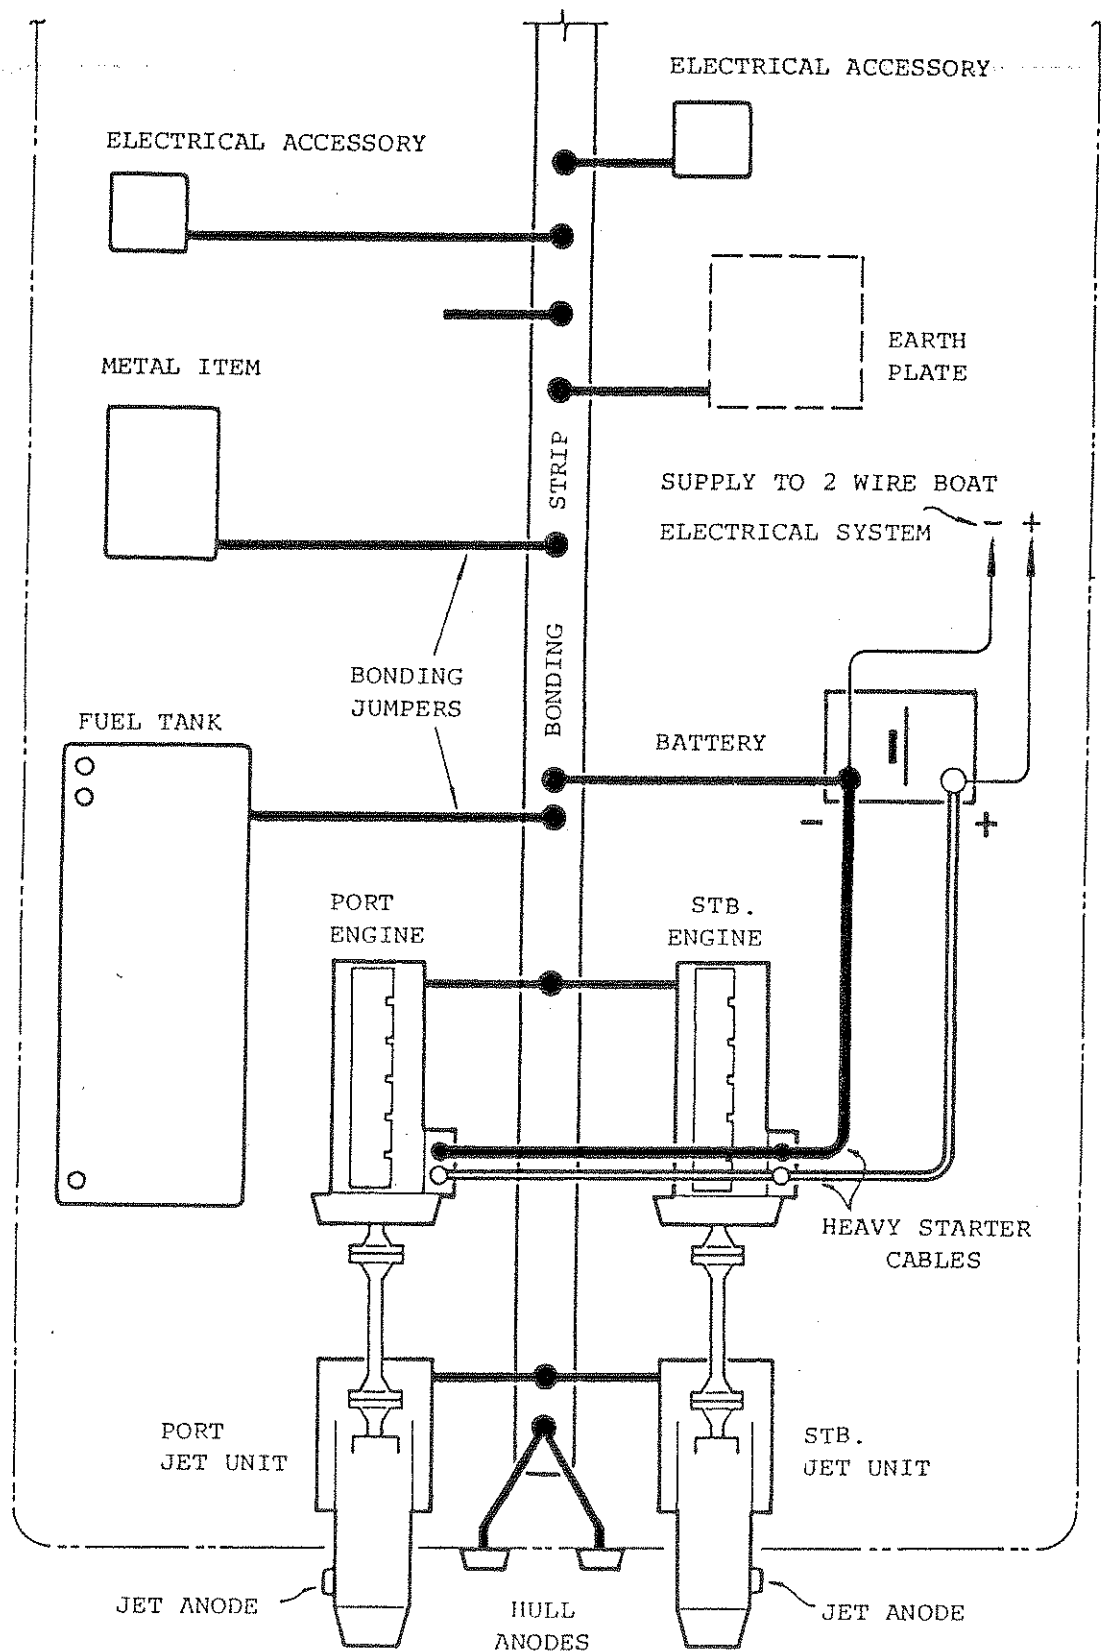 ELECTRICAL ACCESSORY
ELECTRICAL ACCESSORY
EARTH
PLATE
METAL ITEM
STRIP
SUPPLY TO 2 WIRE BOAT
- +
ELECTRICAL SYSTEM
BONDING
BONDING
JUMPERS
FUEL TANK
BATTERY
- +
PORT
ENGINE
STB.
ENGINE
HEAVY STARTER
CABLES
PORT
JET UNIT
STB.
JET UNIT
JET ANODE
HULL
ANODES
JET ANODE